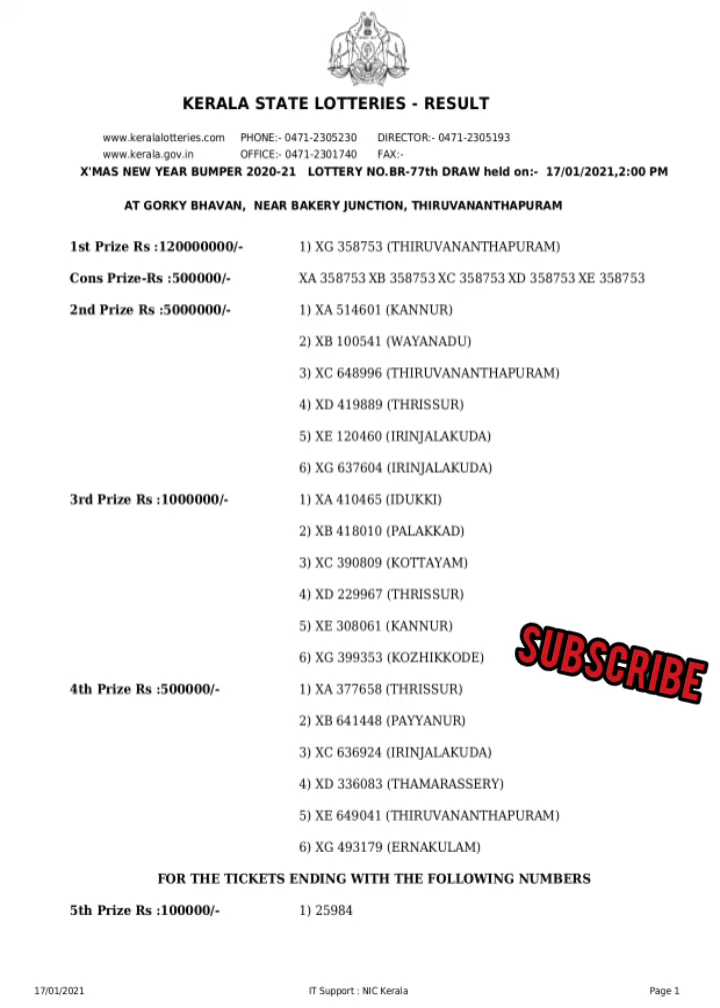 KERALA STATE LOTTERIES - RESULT
www.keralalotteries.com PHONE:- 0471-2305230 DIRECTOR:- 0471-2305193
www.kerala.gov.in OFFICE:- 0471-2301740 FAX:-
X'MAS NEW YEAR BUMPER 2020-21 LOTTERY NO.BR-77th DRAW held on:- 17/01/2021,2:00 PM
AT GORKY BHAVAN, NEAR BAKERY JUNCTION, THIRUVANANTHAPURAM
1st Prize Rs :120000000/- 1) XG 358753 (THIRUVANANTHAPURAM)
Cons Prize-Rs :500000/- XA 358753 XB 358753 XC 358753 XD 358753 XE 358753
2nd Prize Rs :5000000/- 1) XA 514601 (KANNUR)
2) XB 100541 (WAYANADU)
3) XC 648996 (THIRUVANANTHAPURAM)
4) XD 419889 (THRISSUR)
5) XE 120460 (IRINJALAKUDA)
6) XG 637604 (IRINJALAKUDA)
3rd Prize Rs :1000000/- 1) XA 410465 (IDUKKI)
2) XB 418010 (PALAKKAD)
3) XC 390809 (KOTTAYAM)
4) XD 229967 (THRISSUR)
5) XE 308061 (KANNUR)
6) XG 399353 (KOZHIKKODE)
SUBSCRIBE
4th Prize Rs :500000/- 1) XA 377658 (THRISSUR)
2) XB 641448 (PAYYANUR)
3) XC 636924 (IRINJALAKUDA)
4) XD 336083 (THAMARASSERY)
5) XE 649041 (THIRUVANANTHAPURAM)
6) XG 493179 (ERNAKULAM)
FOR THE TICKETS ENDING WITH THE FOLLOWING NUMBERS
5th Prize Rs :100000/- 1) 25984
17/01/2021 IT Support : NIC Kerala Page 1